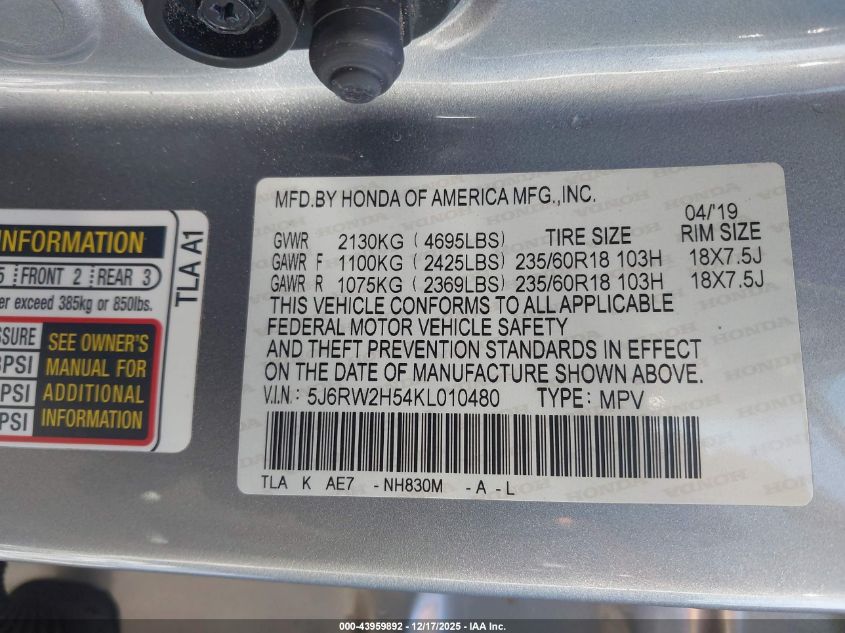 MFD.BY HONDA OF AMERICA MFG.,INC.
04/'19
GVWR 2130KG ( 4695LBS) TIRE SIZE RIM SIZE
GAWR F 1100KG ( 2425LBS) 235/60R18 103H 18X7.5J
GAWR R 1075KG ( 2369LBS) 235/60R18 103H 18X7.5J
THIS VEHICLE CONFORMS TO ALL APPLICABLE
FEDERAL MOTOR VEHICLE SAFETY
AND THEFT PREVENTION STANDARDS IN EFFECT
ON THE DATE OF MANUFACTURE SHOWN ABOVE.
V.I.N: 5J6RW2H54KL010480 TYPE: MPV
TLA K AE7 - NH830M - A - L
INFORMATION
5 FRONT 2 REAR 3
er exceed 385kg or 850lbs.
SSURE SEE OWNER'S
PSI MANUAL FOR
PSI ADDITIONAL
PSI INFORMATION
TLA A1
000-43959892 12/17/2025 © IAA Inc.